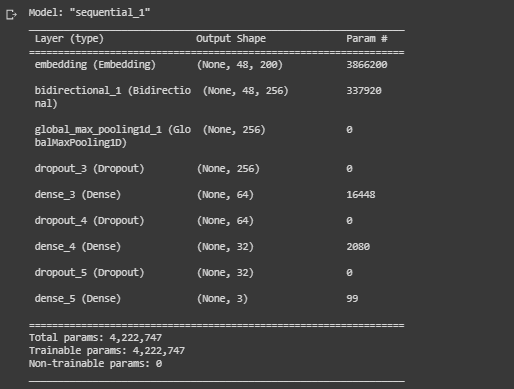 Model: "sequential_1"
_________________________________________________________________
Layer (type) Output Shape Param #
=================================================================
embedding (Embedding) (None, 48, 200) 3866200
bidirectional_1 (Bidirectio (None, 48, 256) 337920
nal)
global_max_pooling1d_1 (Glo (None, 256) 0
balMaxPooling1D)
dropout_3 (Dropout) (None, 256) 0
dense_3 (Dense) (None, 64) 16448
dropout_4 (Dropout) (None, 64) 0
dense_4 (Dense) (None, 32) 2080
dropout_5 (Dropout) (None, 32) 0
dense_5 (Dense) (None, 3) 99
=================================================================
Total params: 4,222,747
Trainable params: 4,222,747
Non-trainable params: 0
_________________________________________________________________